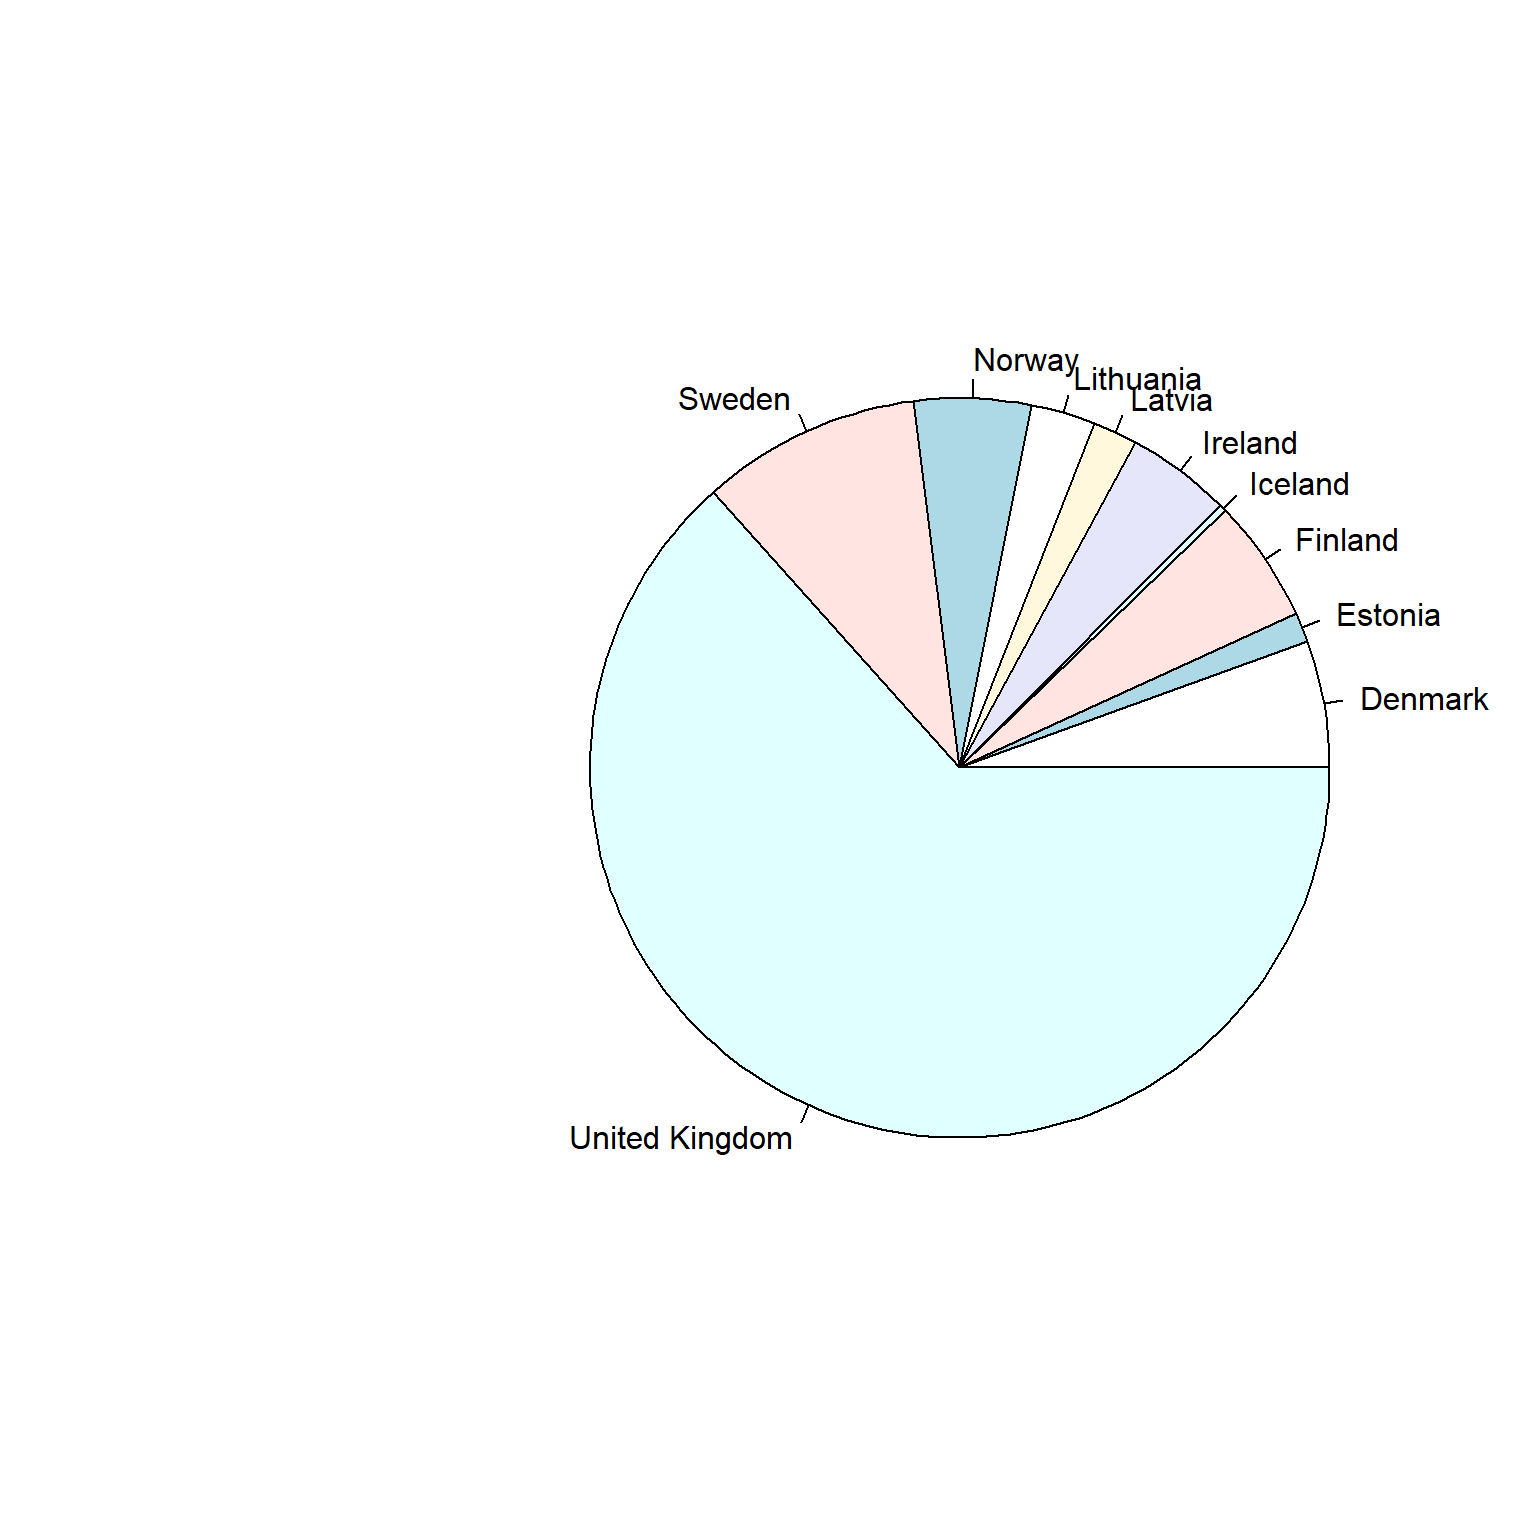 Norway
Lithuania
Sweden
Latvia
Ireland
Iceland
Finland
Estonia
Denmark
United Kingdom